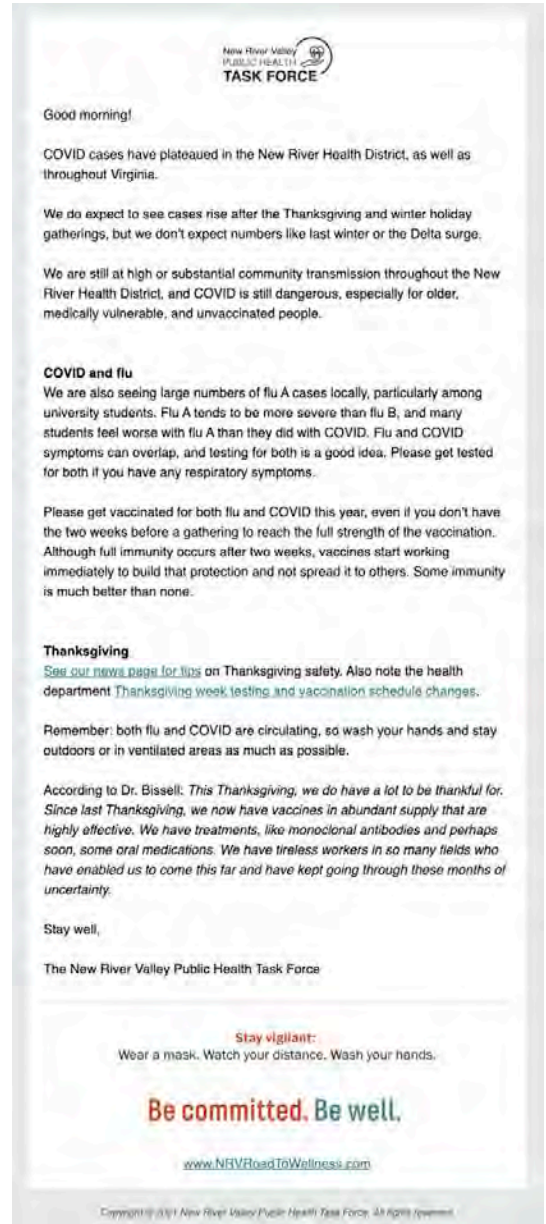 New River Valley
PUBLIC HEALTH
TASK FORCE
Good morning!
COVID cases have plateaued in the New River Health District, as well as
throughout Virginia.
We do expect to see cases rise after the Thanksgiving and winter holiday
gatherings, but we don't expect numbers like last winter or the Delta surge.
We are still at high or substantial community transmission throughout the New
River Health District, and COVID is still dangerous, especially for older,
medically vulnerable, and unvaccinated people.
COVID and flu
We are also seeing large numbers of flu A cases locally, particularly among
university students. Flu A tends to be more severe than flu B, and many
students feel worse with flu A than they did with COVID. Flu and COVID
symptoms can overlap, and testing for both is a good idea. Please get tested
for both if you have any respiratory symptoms.
Please get vaccinated for both flu and COVID this year, even if you don't have
the two weeks before a gathering to reach the full strength of the vaccination.
Although full immunity occurs after two weeks, vaccines start working
immediately to build that protection and not spread it to others. Some immunity
is much better than none.
Thanksgiving
See our news page for tips on Thanksgiving safety. Also note the health
department Thanksgiving week testing and vaccination schedule changes.
Remember: both flu and COVID are circulating, so wash your hands and stay
outdoors or in ventilated areas as much as possible.
According to Dr. Bissell: This Thanksgiving, we do have a lot to be thankful for.
Since last Thanksgiving, we now have vaccines in abundant supply that are
highly effective. We have treatments, like monoclonal antibodies and perhaps
soon, some oral medications. We have tireless workers in so many fields who
have enabled us to come this far and have kept going through these months of
uncertainty.
Stay well,
The New River Valley Public Health Task Force
Stay vigilant:
Wear a mask. Watch your distance. Wash your hands.
Be committed. Be well.
www.NRVRoadToWellness.com
Copyright © 2021 New River Valley Public Health Task Force, All rights reserved.